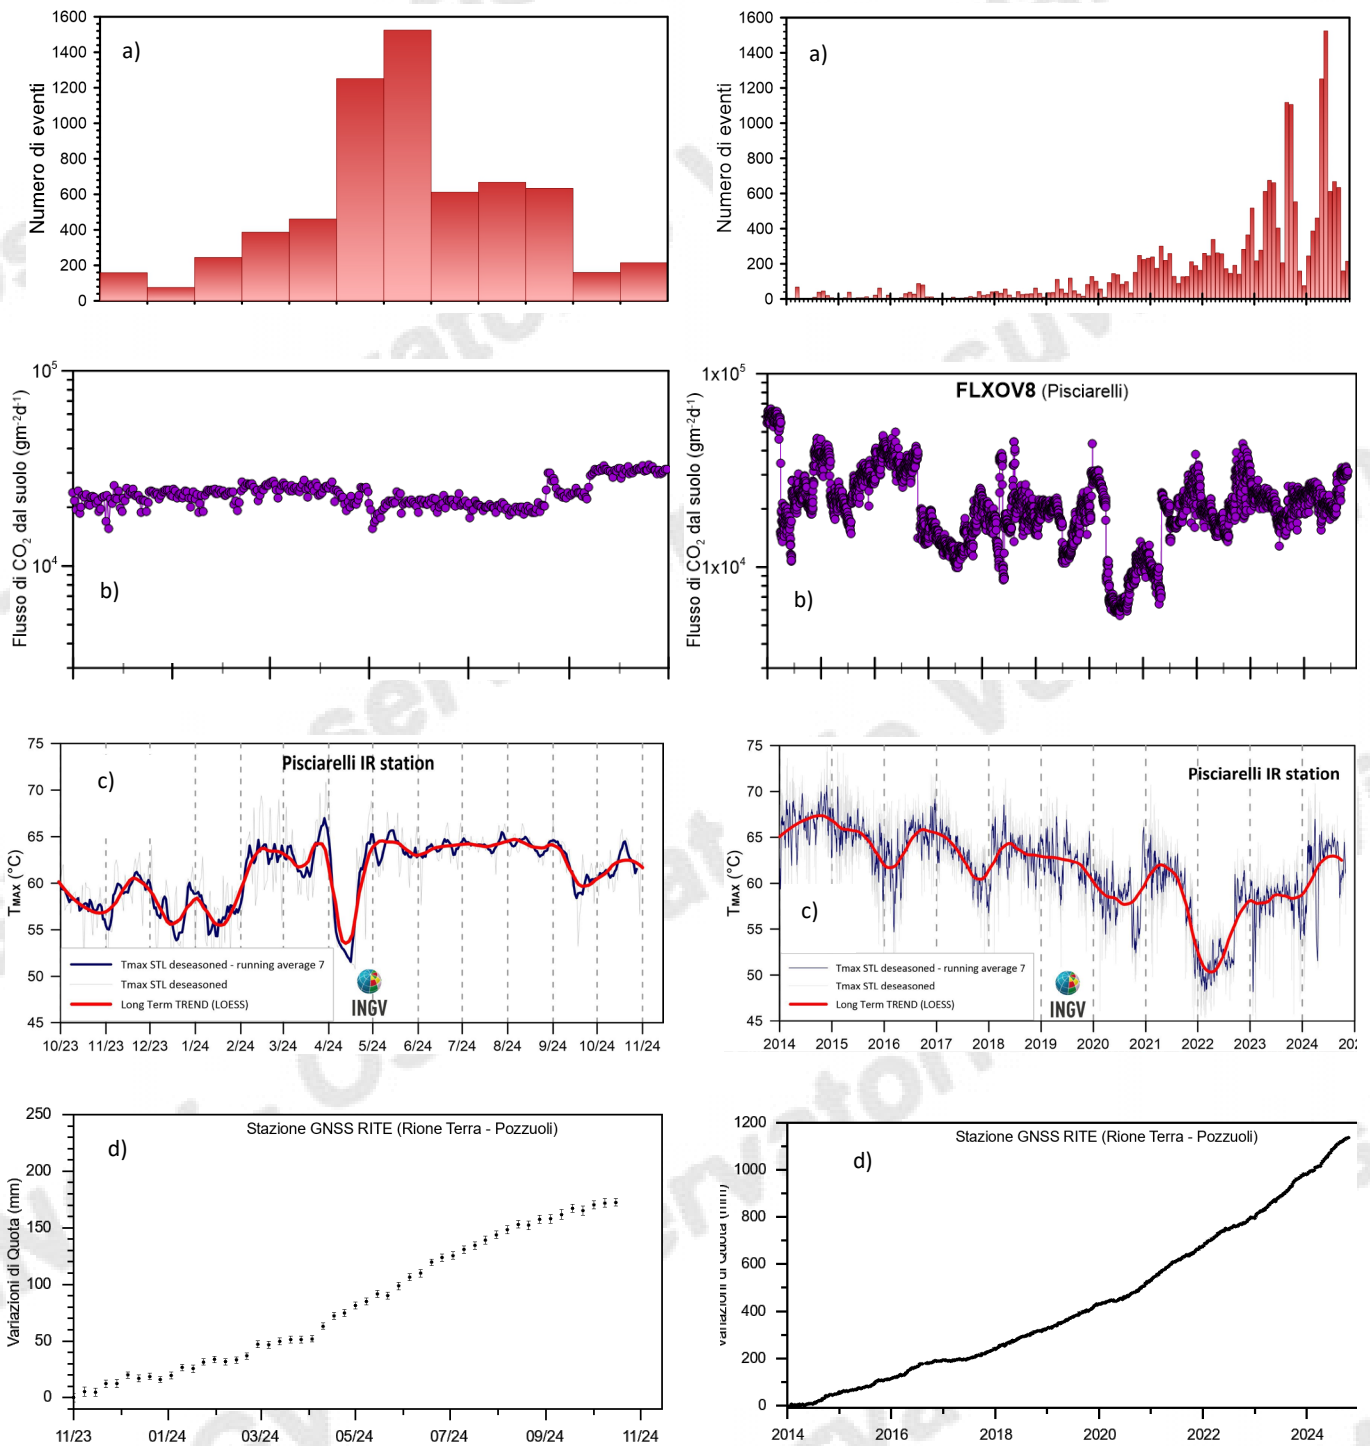 1600
1400
1200
1000
800
600
400
200
0
Numero di eventi
a)
1600
1400
1200
1000
800
600
400
200
0
Numero di eventi
a)
10⁵
10⁴
Flusso di CO₂ dal suolo (gm⁻²d⁻¹)
b)
1x10⁵
1x10⁴
Flusso di CO₂ dal suolo (gm⁻²d⁻¹)
FLXOV8 (Pisciarelli)
b)
75
70
65
60
55
50
45
TMAX (°C)
c)
Pisciarelli IR station
Tmax STL deseasoned - running average 7
Tmax STL deseasoned
Long Term TREND (LOESS)
INGV
10/23 11/23 12/23 1/24 2/24 3/24 4/24 5/24 6/24 7/24 8/24 9/24 10/24 11/24
75
70
65
60
55
50
45
TMAX (°C)
Pisciarelli IR station
c)
Tmax STL deseasoned - running average 7
Tmax STL deseasoned
Long Term TREND (LOESS)
INGV
2014 2015 2016 2017 2018 2019 2020 2021 2022 2023 2024 202
250
200
150
100
50
0
Variazioni di Quota (mm)
Stazione GNSS RITE (Rione Terra - Pozzuoli)
d)
11/23 01/24 03/24 05/24 07/24 09/24 11/24
1200
1000
800
600
400
200
0
Variazioni di Quota (mm)
Stazione GNSS RITE (Rione Terra - Pozzuoli)
d)
2014 2016 2018 2020 2022 2024